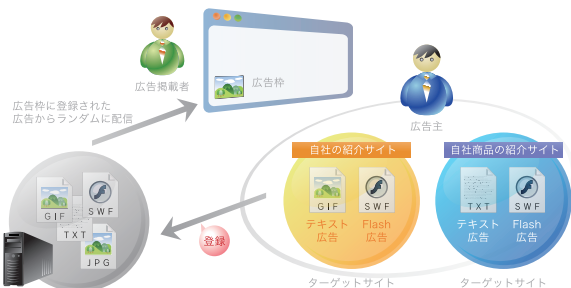 広告掲載者
広告枠
広告枠に登録された
広告からランダムに配信
広告主
自社の紹介サイト
自社商品の紹介サイト
GIF
SWF
TXT
SWF
テキスト
広告
Flash
広告
テキスト
広告
Flash
広告
ターゲットサイト
ターゲットサイト
登録
GIF
SWF
TXT
JPG